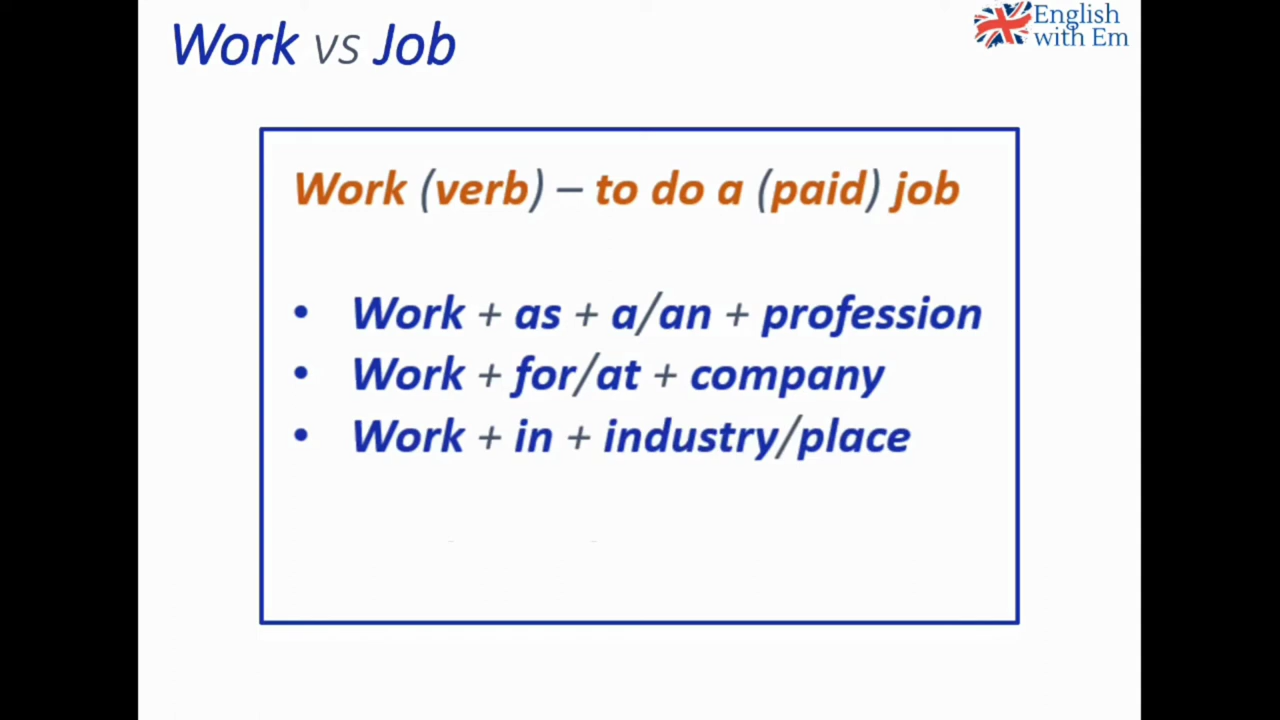 Work vs Job
English
with Em
Work (verb) – to do a (paid) job
• Work + as + a/an + profession
• Work + for/at + company
• Work + in + industry/place